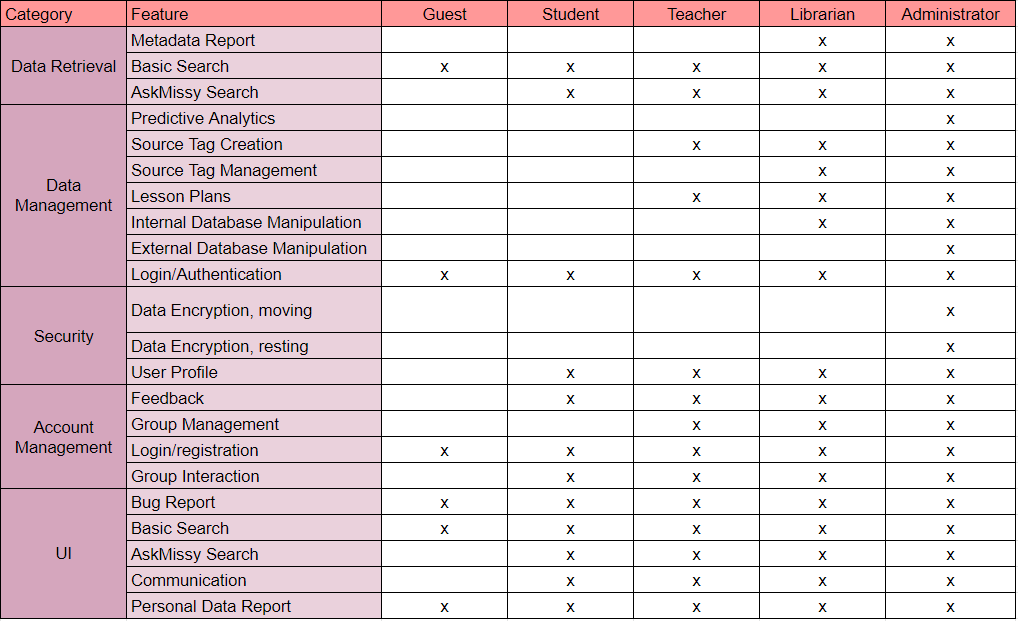 Category Feature Guest Student Teacher Librarian Administrator
Data Retrieval
Metadata Report x x
Basic Search x x x x x
AskMissy Search x x x x
Data
Management
Predictive Analytics x
Source Tag Creation x x x
Source Tag Management x x
Lesson Plans x x x
Internal Database Manipulation x x
External Database Manipulation x
Login/Authentication x x x x x
Security
Data Encryption, moving x
Data Encryption, resting x
User Profile x x x x
Account
Management
Feedback x x x x
Group Management x x x
Login/registration x x x x x
Group Interaction x x x x
UI
Bug Report x x x x x
Basic Search x x x x x
AskMissy Search x x x x
Communication x x x x
Personal Data Report x x x x x